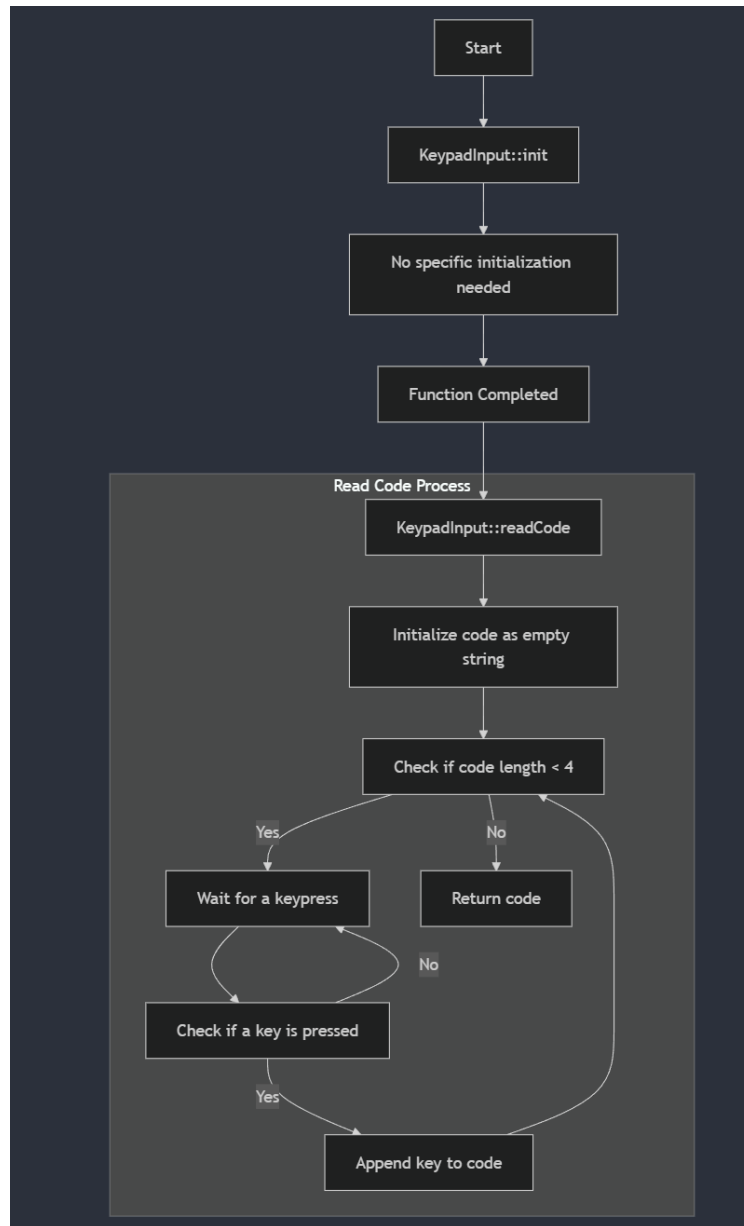 Start
KeypadInput::init
No specific initialization
needed
Function Completed
Read Code Process
KeypadInput::readCode
Initialize code as empty
string
Check if code length < 4
Yes
No
Wait for a keypress
Return code
No
Check if a key is pressed
Yes
Append key to code